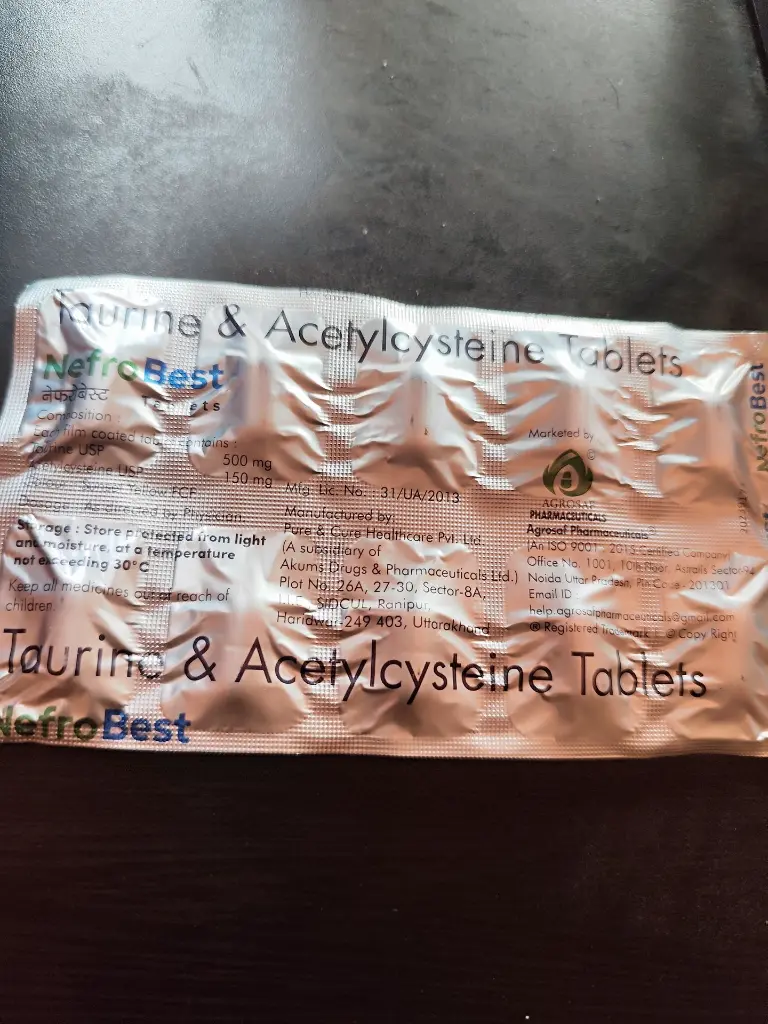 Taurine & Acetylcysteine Tablets
NefroBest
नेफरोबेस्ट
Tablets
Composition :
Each film coated tablet contains :
Taurine USP 500 mg
Acetylcysteine USP 150 mg
Yellow FCF
Dosage : As directed by Physician.
Storage : Store protected from light
and moisture, at a temperature
not exceeding 30°C
Keep all medicines out of reach of
children.
Mfg. Lic. No. : 31/UA/2013
Manufactured by:
Pure & Cure Healthcare Pvt. Ltd.
(A subsidiary of
Akums Drugs & Pharmaceuticals Ltd.)
Plot No. 26A, 27-30, Sector-8A,
I.I.E., SIDCUL, Ranipur,
Haridwar-249 403, Uttarakhand
Marketed by
©
AGROSAF
PHARMACEUTICALS
Agrosaf Pharmaceuticals®
(An ISO 9001 : 2015 Certified Company)
Office No. 1001, 10th Floor, Astralis Sector-94
Noida Uttar Pradesh, Pin Code - 201301
Email ID :
help.agrosafpharmaceuticals@gmail.com
® Registered Trademark © Copy Right
Taurine & Acetylcysteine Tablets
NefroBest
NefroBest